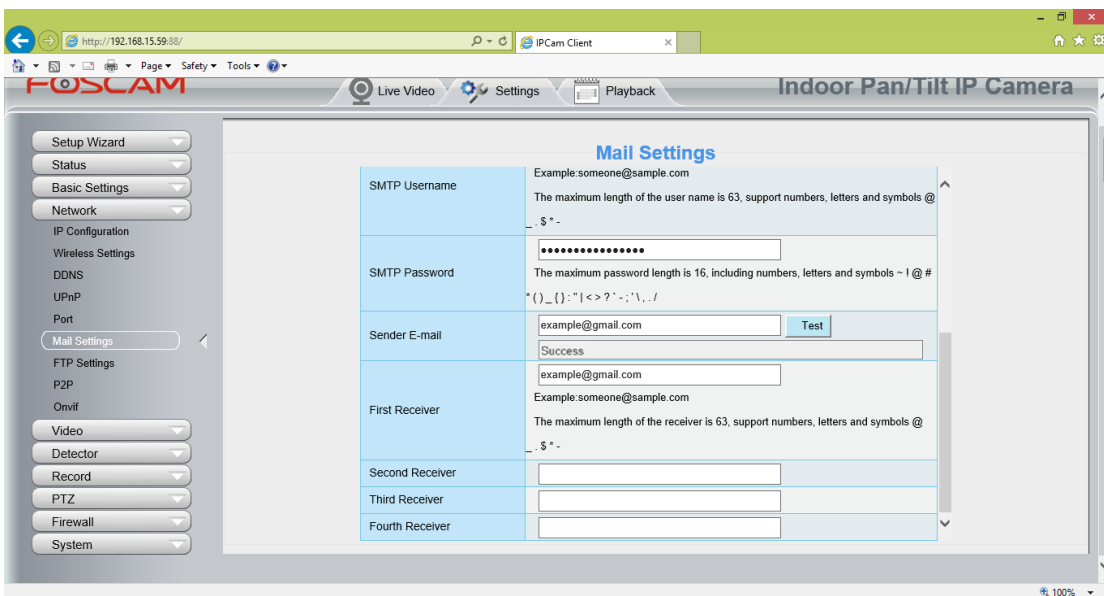 http://192.168.15.59:88/
IPCam Client
Page Safety Tools
FOSCAM
Live Video Settings Playback
Indoor Pan/Tilt IP Camera
Setup Wizard
Status
Basic Settings
Network
IP Configuration
Wireless Settings
DDNS
UPnP
Port
Mail Settings
FTP Settings
P2P
Onvif
Video
Detector
Record
PTZ
Firewall
System
Mail Settings
SMTP Username
Example:someone@sample.com
The maximum length of the user name is 63, support numbers, letters and symbols @
_ . $ * -
SMTP Password
••••••••••••••••
The maximum password length is 16, including numbers, letters and symbols ~ ! @ #
* ( ) _ { } : " | < > ? ` - ; ' \ , . /
Sender E-mail
example@gmail.com
Test
Success
First Receiver
example@gmail.com
Example:someone@sample.com
The maximum length of the receiver is 63, support numbers, letters and symbols @
_ . $ * -
Second Receiver
Third Receiver
Fourth Receiver
100%